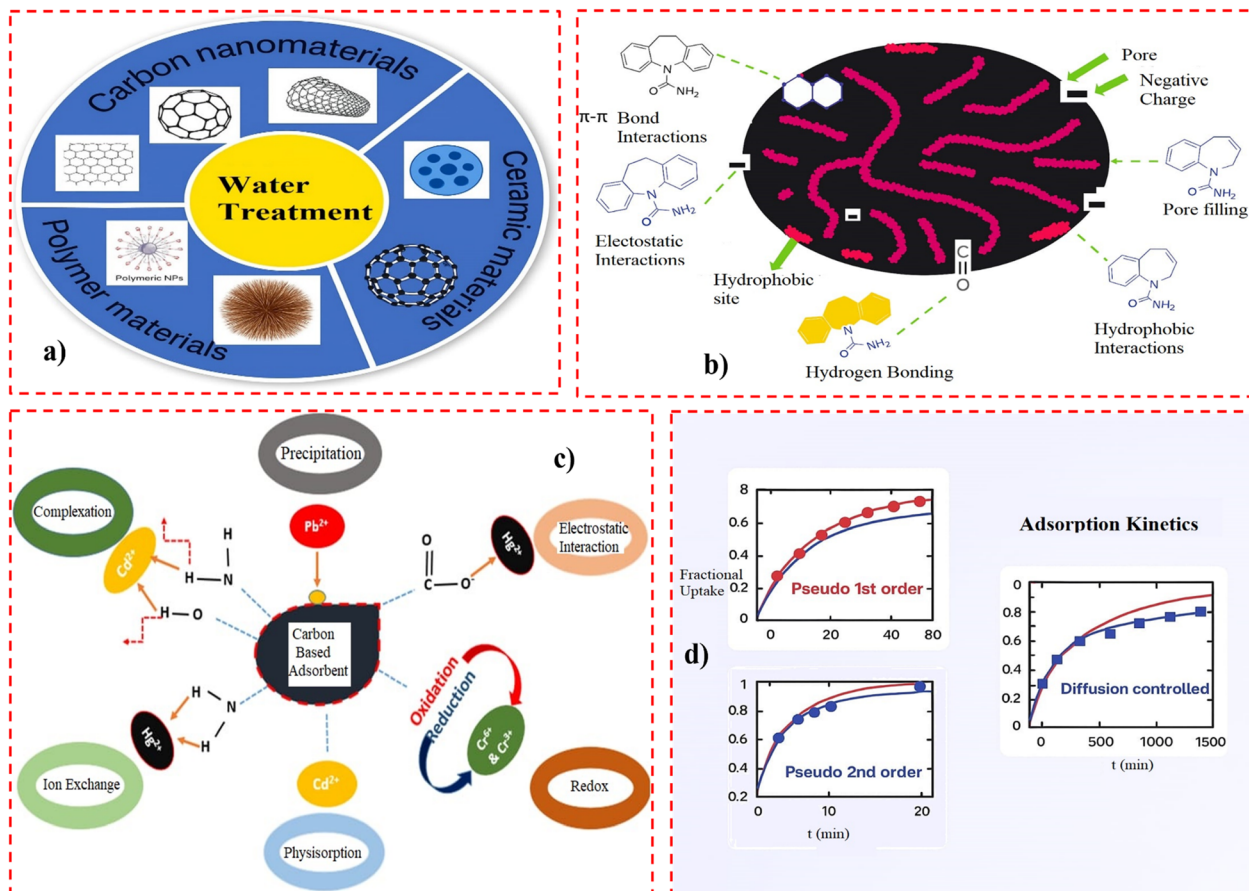 Carbon nanomaterials
Ceramic materials
Polymer materials
Water
Treatment
Polymeric NPs
a)
N
O
NH₂
π-π Bond
Interactions
N
O
NH₂
Electostatic
Interactions
Hydrophobic
site
N
O
NH₂
Hydrogen Bonding
C
O
Pore
Negative
Charge
N
O
NH₂
Pore filling
N
O
NH₂
Hydrophobic
Interactions
b)
Precipitation
c)
Complexation
Pb²⁺
Electrostatic
Interaction
Hg²⁺
Cd²⁺
H
H
N
O
C
O⁻
H
O
Carbon
Based
Adsorbent
Oxidation
Reduction
Cr⁶⁺
& Cr³⁺
H
N
H
Hg²⁺
Ion Exchange
Cd²⁺
Physisorption
Redox
Adsorption Kinetics
Fractional
Uptake
8
0.6
0.4
0.2
0
0
20
40
80
Pseudo 1st order
d)
1
0.8
0.6
0.4
0.2
0
8
10
20
t (min)
Pseudo 2nd order
0
0.8
0.6
0.4
0.2
0
0
500
1000
1500
t (min)
Diffusion controlled